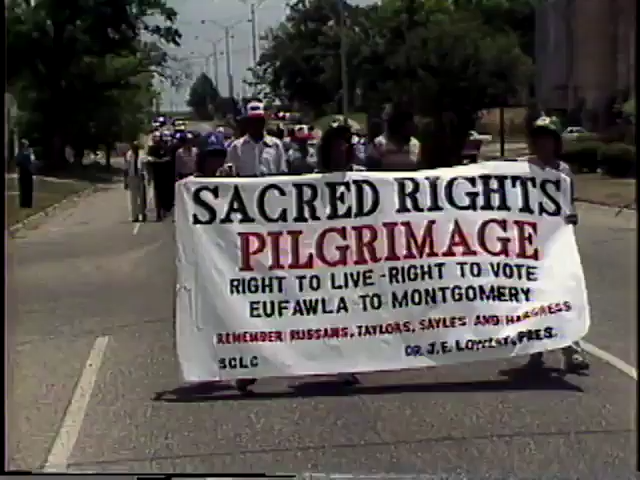 SACRED RIGHTS
PILGRIMAGE
RIGHT TO LIVE-RIGHT TO VOTE
EUFAWLA TO MONTGOMERY
REMEMBER RUSSAWS, TAYLORS, SAYLES AND HARGRESS
SCLC DR. J.E. LOWERY, PRES.